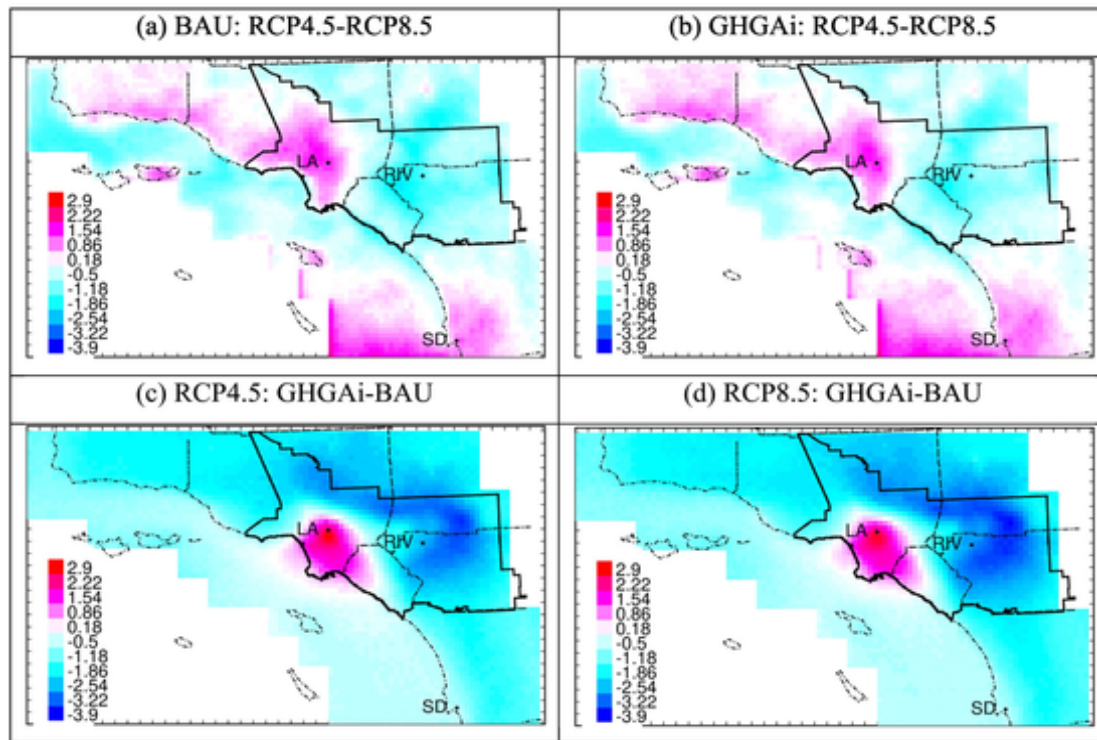 (a) BAU: RCP4.5-RCP8.5
(b) GHGAi: RCP4.5-RCP8.5
LA
RIV
SD
2.9
2.22
1.54
0.86
0.18
-0.5
-1.18
-1.86
-2.54
-3.22
-3.9
LA
RIV
SD
2.9
2.22
1.54
0.86
0.18
-0.5
-1.18
-1.86
-2.54
-3.22
-3.9
(c) RCP4.5: GHGAi-BAU
(d) RCP8.5: GHGAi-BAU
LA
RIV
SD
2.9
2.22
1.54
0.86
0.18
-0.5
-1.18
-1.86
-2.54
-3.22
-3.9
LA
RIV
SD
2.9
2.22
1.54
0.86
0.18
-0.5
-1.18
-1.86
-2.54
-3.22
-3.9